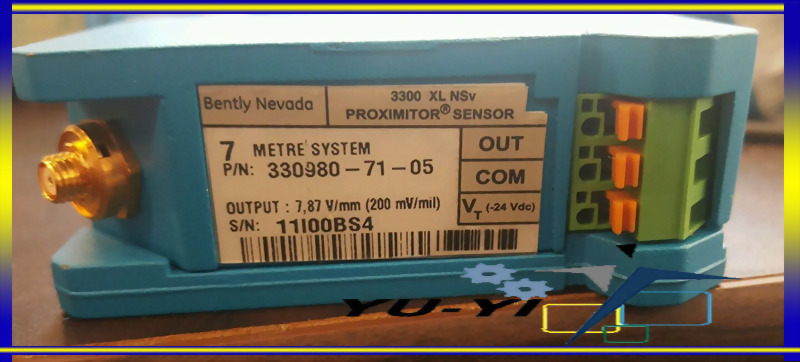 Bently Nevada
3300 XL NSv
PROXIMITOR® SENSOR
7 METRE SYSTEM
P/N: 330980-71-05
OUTPUT : 7,87 V/mm (200 mV/mil)
S/N: 11I00BS4
OUT
COM
VT (-24 Vdc)
YU-YI